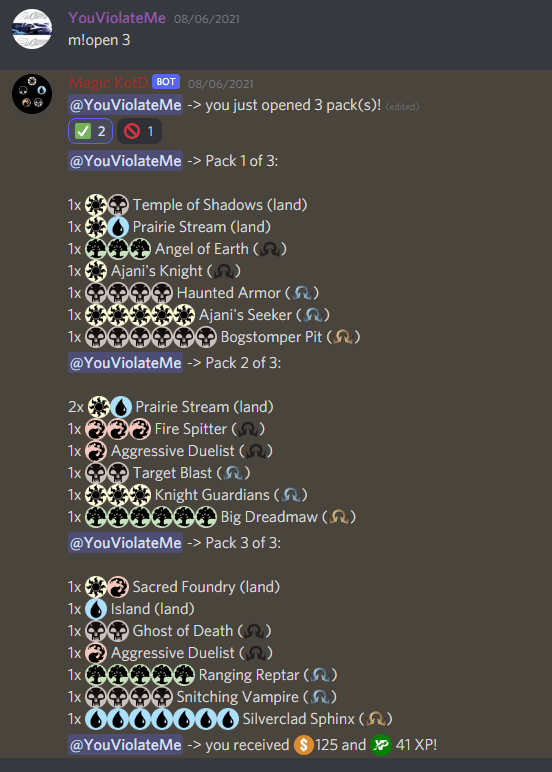 YouViolateMe 08/06/2021
m!open 3
Magic KotD BOT 08/06/2021
@YouViolateMe -> you just opened 3 pack(s)! (edited)
2 1
@YouViolateMe -> Pack 1 of 3:
1x Temple of Shadows (land)
1x Prairie Stream (land)
1x Angel of Earth ( )
1x Ajani's Knight ( )
1x Haunted Armor ( )
1x Ajani's Seeker ( )
1x Bogstomper Pit ( )
@YouViolateMe -> Pack 2 of 3:
2x Prairie Stream (land)
1x Fire Spitter ( )
1x Aggressive Duelist ( )
1x Target Blast ( )
1x Knight Guardians ( )
1x Big Dreadmaw ( )
@YouViolateMe -> Pack 3 of 3:
1x Sacred Foundry (land)
1x Island (land)
1x Ghost of Death ( )
1x Aggressive Duelist ( )
1x Ranging Reptar ( )
1x Snitching Vampire ( )
1x Silverclad Sphinx ( )
@YouViolateMe -> you received $ 125 and XP 41 XP!